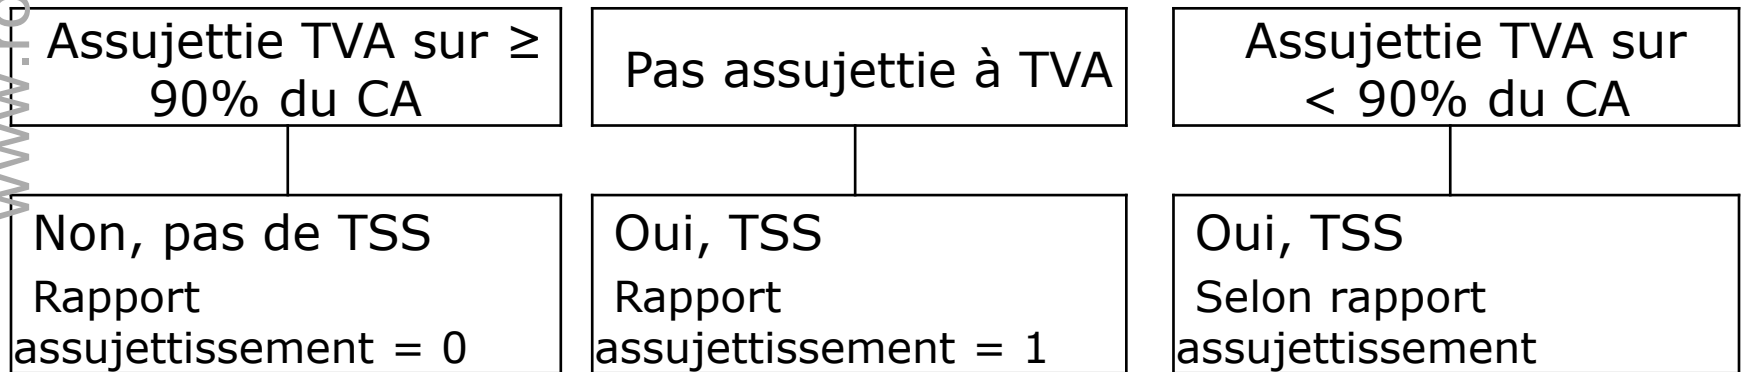 Assujettie TVA sur ≥
90% du CA
Pas assujettie à TVA
Assujettie TVA sur
< 90% du CA
Non, pas de TSS
Rapport
assujettissement = 0
Oui, TSS
Rapport
assujettissement = 1
Oui, TSS
Selon rapport
assujettissement
www.